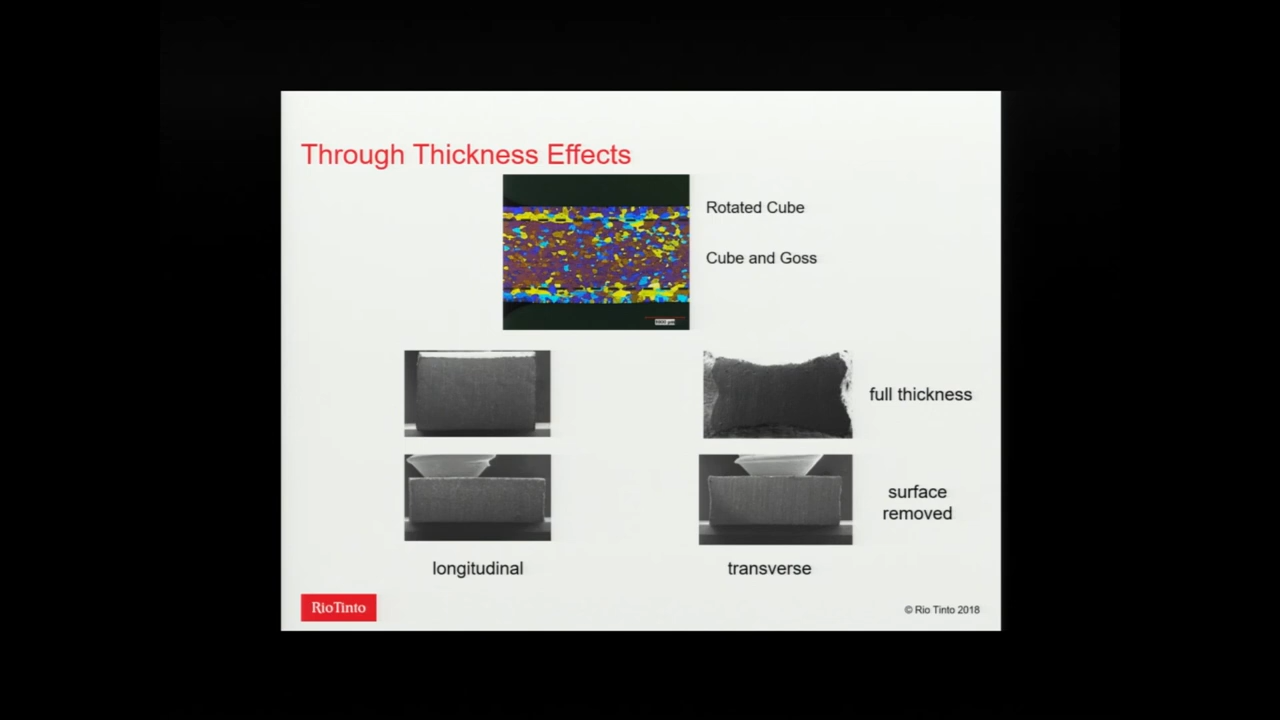 Through Thickness Effects
Rotated Cube
Cube and Goss
full thickness
surface
removed
longitudinal
transverse
RioTinto
© Rio Tinto 2018